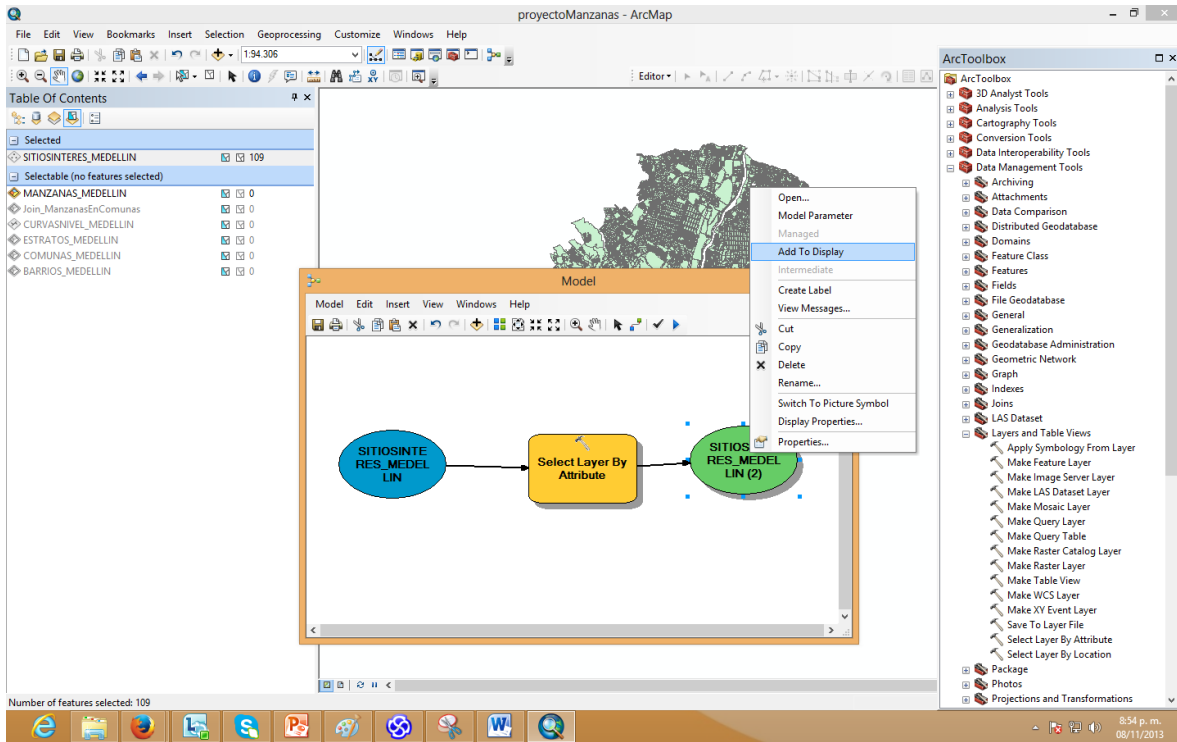 proyectoManzanas - ArcMap
File Edit View Bookmarks Insert Selection Geoprocessing Customize Windows Help
1:94.306
Editor
Table Of Contents
Selected
SITIOSINTERES_MEDELLIN 109
Selectable (no features selected)
MANZANAS_MEDELLIN 0
Join_ManzanasEnComunas 0
CURVASNIVEL_MEDELLIN 0
ESTRATOS_MEDELLIN 0
COMUNAS_MEDELLIN 0
BARRIOS_MEDELLIN 0
Model
Model Edit Insert View Windows Help
SITIOSINTE
RES_MEDEL
LIN
Select Layer By
Attribute
SITIOS
RES_MEDEL
LIN (2)
Open...
Model Parameter
Managed
Add To Display
Intermediate
Create Label
View Messages...
Cut
Copy
Delete
Rename...
Switch To Picture Symbol
Display Properties...
Properties...
ArcToolbox
ArcToolbox
3D Analyst Tools
Analysis Tools
Cartography Tools
Conversion Tools
Data Interoperability Tools
Data Management Tools
Archiving
Attachments
Data Comparison
Distributed Geodatabase
Domains
Feature Class
Features
Fields
File Geodatabase
General
Generalization
Geodatabase Administration
Geometric Network
Graph
Indexes
Joins
LAS Dataset
Layers and Table Views
Apply Symbology From Layer
Make Feature Layer
Make Image Server Layer
Make LAS Dataset Layer
Make Mosaic Layer
Make Query Layer
Make Query Table
Make Raster Catalog Layer
Make Raster Layer
Make Table View
Make WCS Layer
Make XY Event Layer
Save To Layer File
Select Layer By Attribute
Select Layer By Location
Package
Photos
Projections and Transformations
Number of features selected: 109
8:54 p. m.
08/11/2013